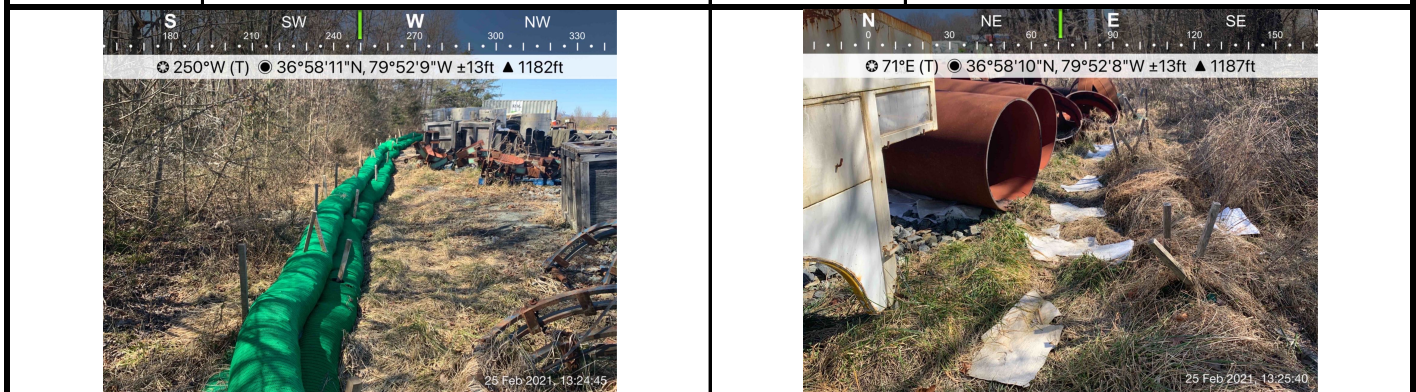 S SW W NW
180 210 240 270 300 330
250°W (T) 36°58'11"N, 79°52'9"W ±13ft ▲ 1182ft
25 Feb 2021, 13:24:45
N NE E SE
0 30 60 90 120 150
71°E (T) 36°58'10"N, 79°52'8"W ±13ft ▲ 1187ft
25 Feb 2021, 13:25:40